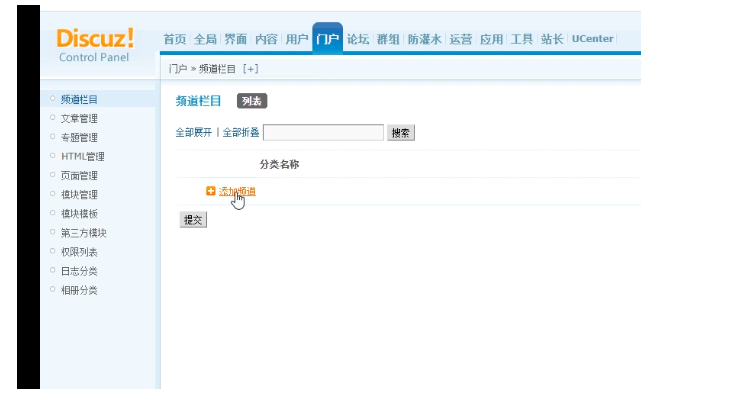 Discuz!
Control Panel
首页 全局 界面 内容 用户 门户 论坛 群组 防灌水 运营 应用 工具 站长 UCenter
门户 » 频道栏目 [+]
频道栏目
文章管理
专题管理
HTML管理
页面管理
模块管理
模块模板
第三方模块
权限列表
日志分类
相册分类
频道栏目 列表
全部展开 | 全部折叠 搜索
分类名称
添加频道
提交